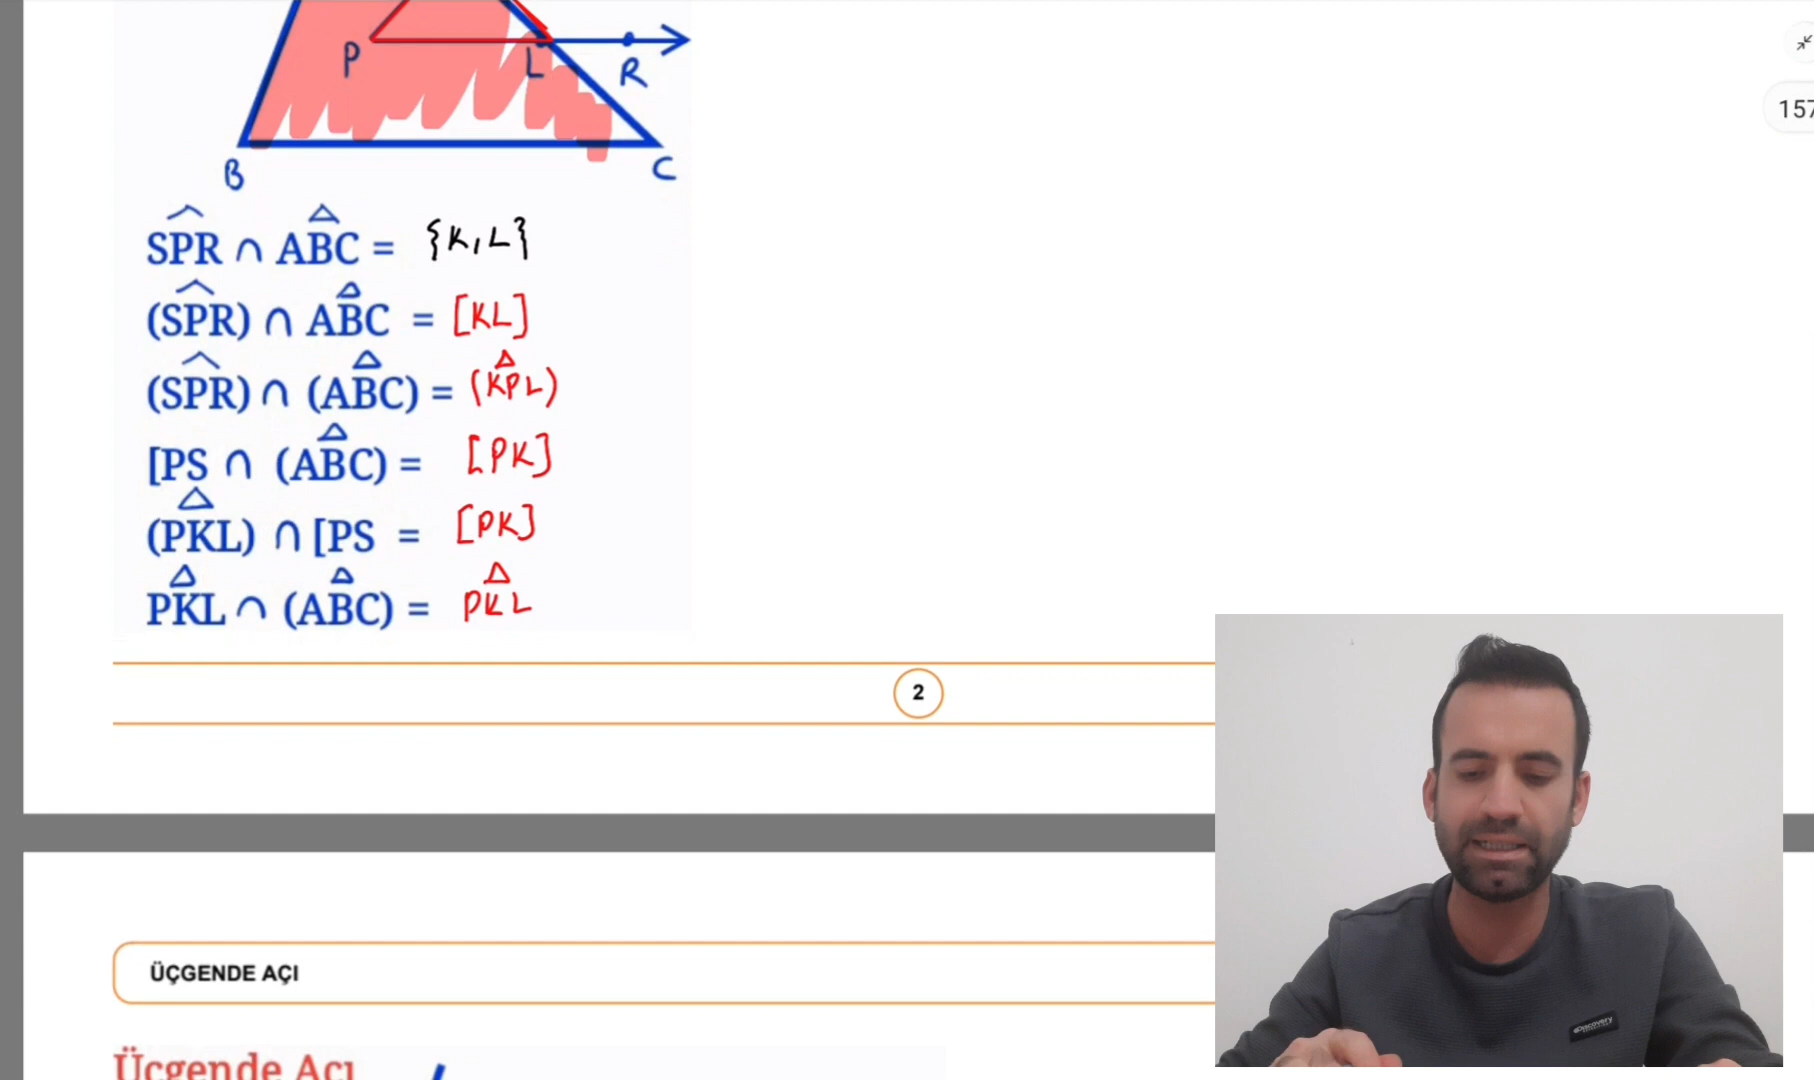 P
L
R
B
C
SPR ∩ ABC = {K, L}
(SPR) ∩ ABC = [KL]
(SPR) ∩ (ABC) = (KPL)
[PS ∩ (ABC) = [PK]
(PKL) ∩ [PS = [PK]
PKL ∩ (ABC) = PKL
2
157
ÜÇGENDE AÇI
Üçgende Açı
Discovery